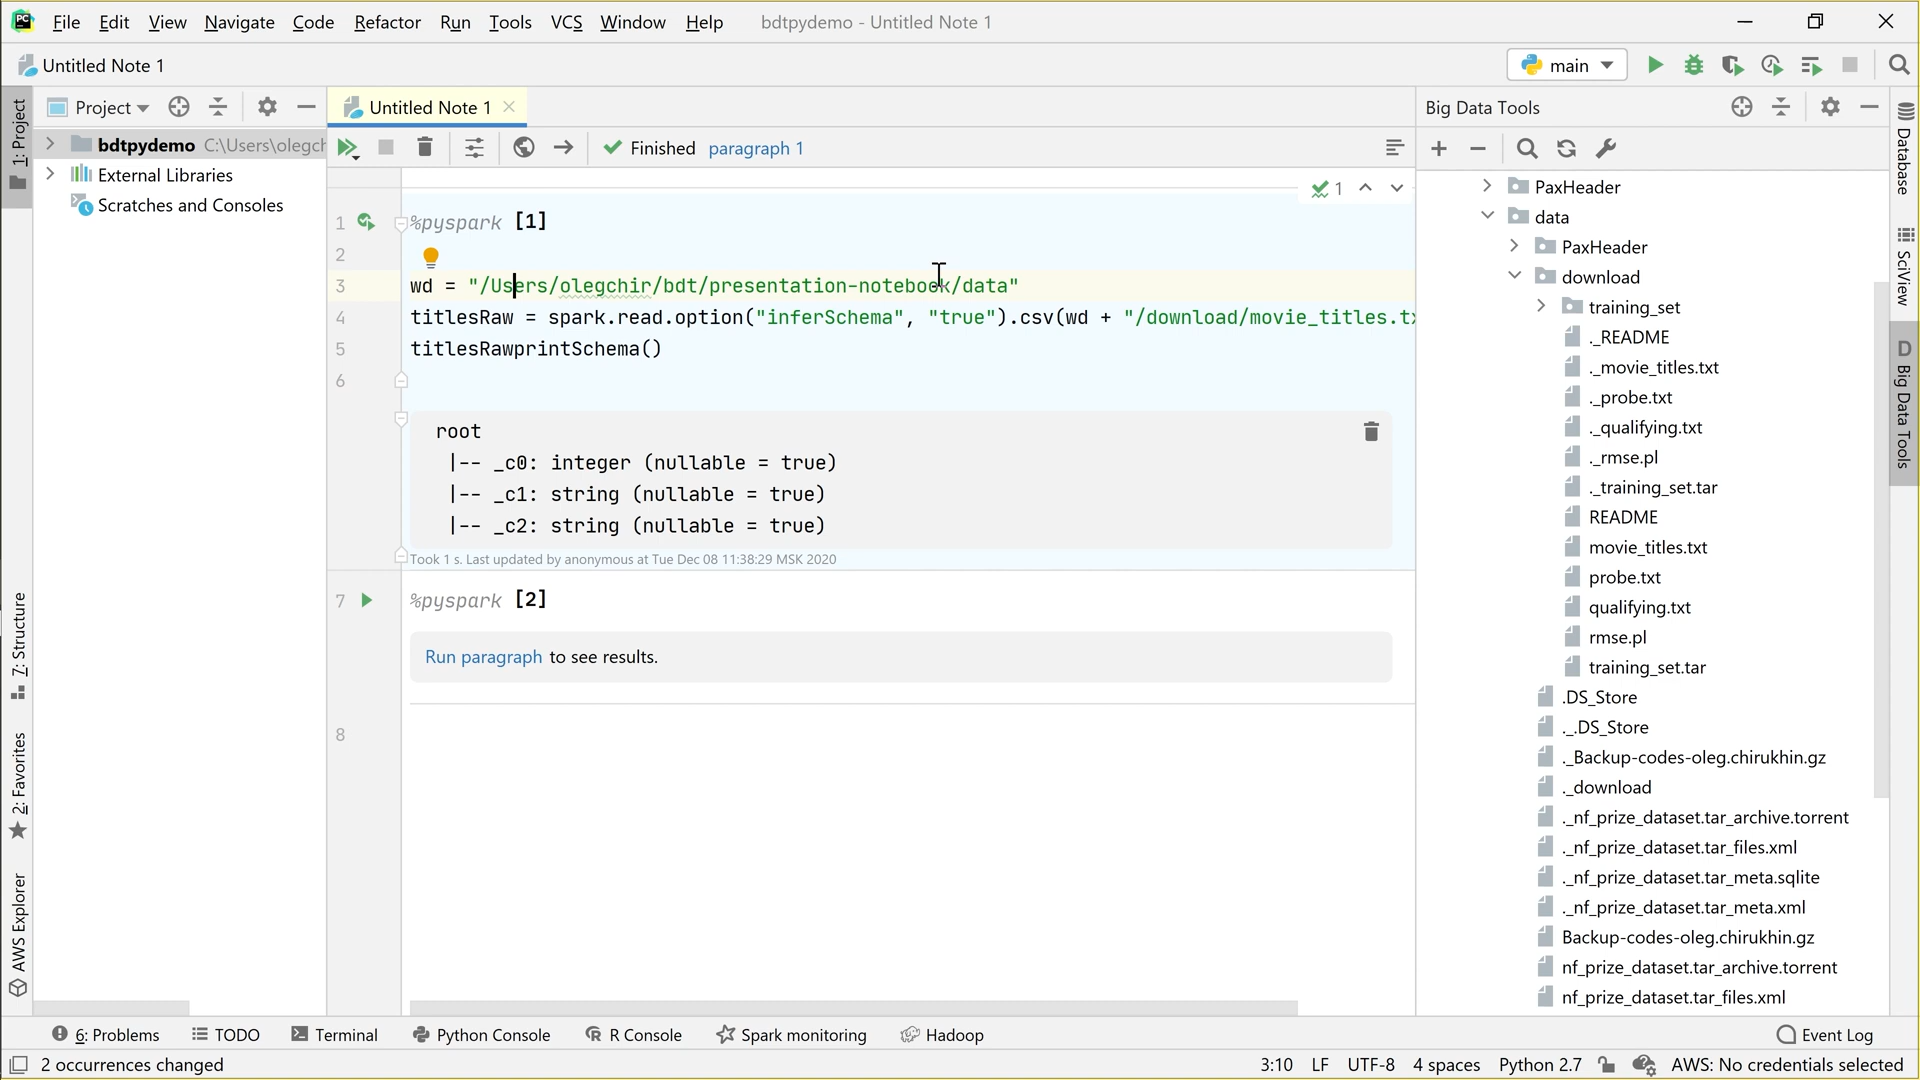 PC File Edit View Navigate Code Refactor Run Tools VCS Window Help bdtpydemo - Untitled Note 1
Untitled Note 1
main
1: Project
Project
bdtpydemo C:\Users\olegch
External Libraries
Scratches and Consoles
7: Structure
2: Favorites
AWS Explorer
Untitled Note 1
Finished paragraph 1
1
1 %pyspark [1]
2
3 wd = "/Users/olegchir/bdt/presentation-notebook/data"
4 titlesRaw = spark.read.option("inferSchema", "true").csv(wd + "/download/movie_titles.tx
5 titlesRawprintSchema()
6
root
|-- _c0: integer (nullable = true)
|-- _c1: string (nullable = true)
|-- _c2: string (nullable = true)
Took 1 s. Last updated by anonymous at Tue Dec 08 11:38:29 MSK 2020
7 %pyspark [2]
Run paragraph to see results.
8
Big Data Tools
PaxHeader
data
PaxHeader
download
training_set
._README
._movie_titles.txt
._probe.txt
._qualifying.txt
._rmse.pl
._training_set.tar
README
movie_titles.txt
probe.txt
qualifying.txt
rmse.pl
training_set.tar
.DS_Store
._.DS_Store
._Backup-codes-oleg.chirukhin.gz
._download
._nf_prize_dataset.tar_archive.torrent
._nf_prize_dataset.tar_files.xml
._nf_prize_dataset.tar_meta.sqlite
._nf_prize_dataset.tar_meta.xml
Backup-codes-oleg.chirukhin.gz
nf_prize_dataset.tar_archive.torrent
nf_prize_dataset.tar_files.xml
Database
SciView
D Big Data Tools
6: Problems TODO Terminal Python Console R Console Spark monitoring Hadoop Event Log
2 occurrences changed 3:10 LF UTF-8 4 spaces Python 2.7 AWS: No credentials selected